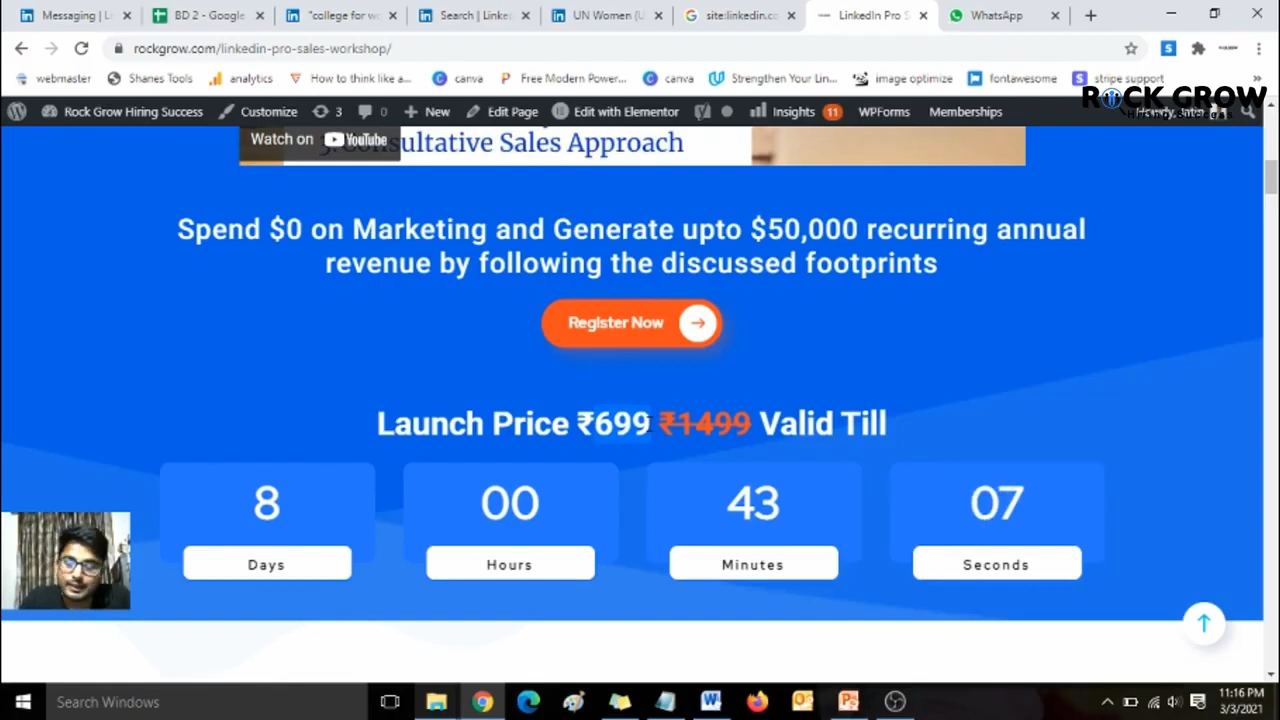 Messaging | L
BD 2 - Google
"college for wo
Search | Linke
UN Women (U
site:linkedin.co
LinkedIn Pro S
WhatsApp
rockgrow.com/linkedin-pro-sales-workshop/
webmaster
Shanes Tools
analytics
How to think like a...
canva
Free Modern Power...
canva
Strengthen Your Lin...
image optimize
fontawesome
stripe support
ROCK GROW
Rock Grow Hiring Success
Customize
3
0
New
Edit Page
Edit with Elementor
Insights
11
WPForms
Memberships
Watch on YouTube
Consultative Sales Approach
Spend $0 on Marketing and Generate upto $50,000 recurring annual
revenue by following the discussed footprints
Register Now
Launch Price ₹699 ₹1499 Valid Till
8 00 43 07
Days Hours Minutes Seconds
Search Windows
11:16 PM
3/3/2021